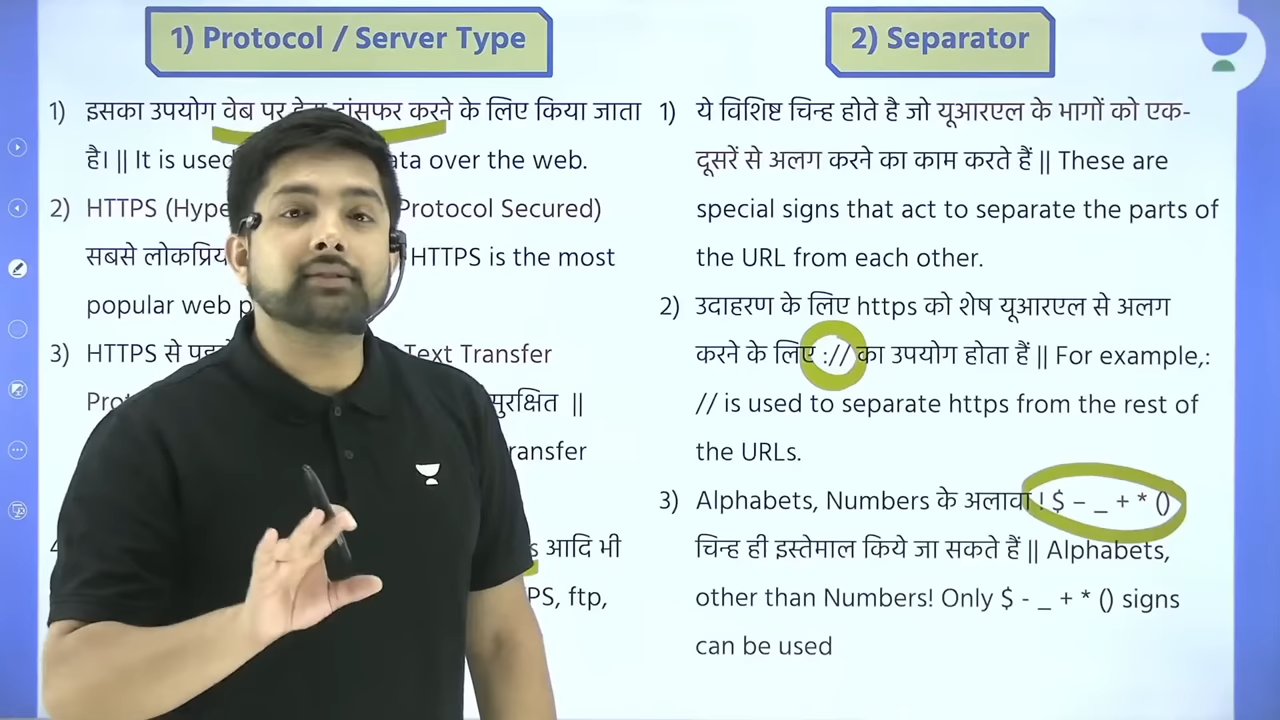 1) Protocol / Server Type
1) इसका उपयोग वेब पर ट्रांसफर करने के लिए किया जाता
है। || It is used ata over the web.
2) HTTPS (Hype Protocol Secured)
सबसे लोकप्रिय HTTPS is the most
popular web p
3) HTTPS से Text Transfer
Prot सुरक्षित ||
ransfer
s आदि भी
PS, ftp,
2) Separator
1) ये विशिष्ट चिन्ह होते है जो यूआरएल के भागों को एक-
दूसरें से अलग करने का काम करते हैं || These are
special signs that act to separate the parts of
the URL from each other.
2) उदाहरण के लिए https को शेष यूआरएल से अलग
करने के लिए :// का उपयोग होता हैं || For example,:
// is used to separate https from the rest of
the URLs.
3) Alphabets, Numbers के अलावा ! $ – _ + * ()
चिन्ह ही इस्तेमाल किये जा सकते हैं || Alphabets,
other than Numbers! Only $ - _ + * () signs
can be used